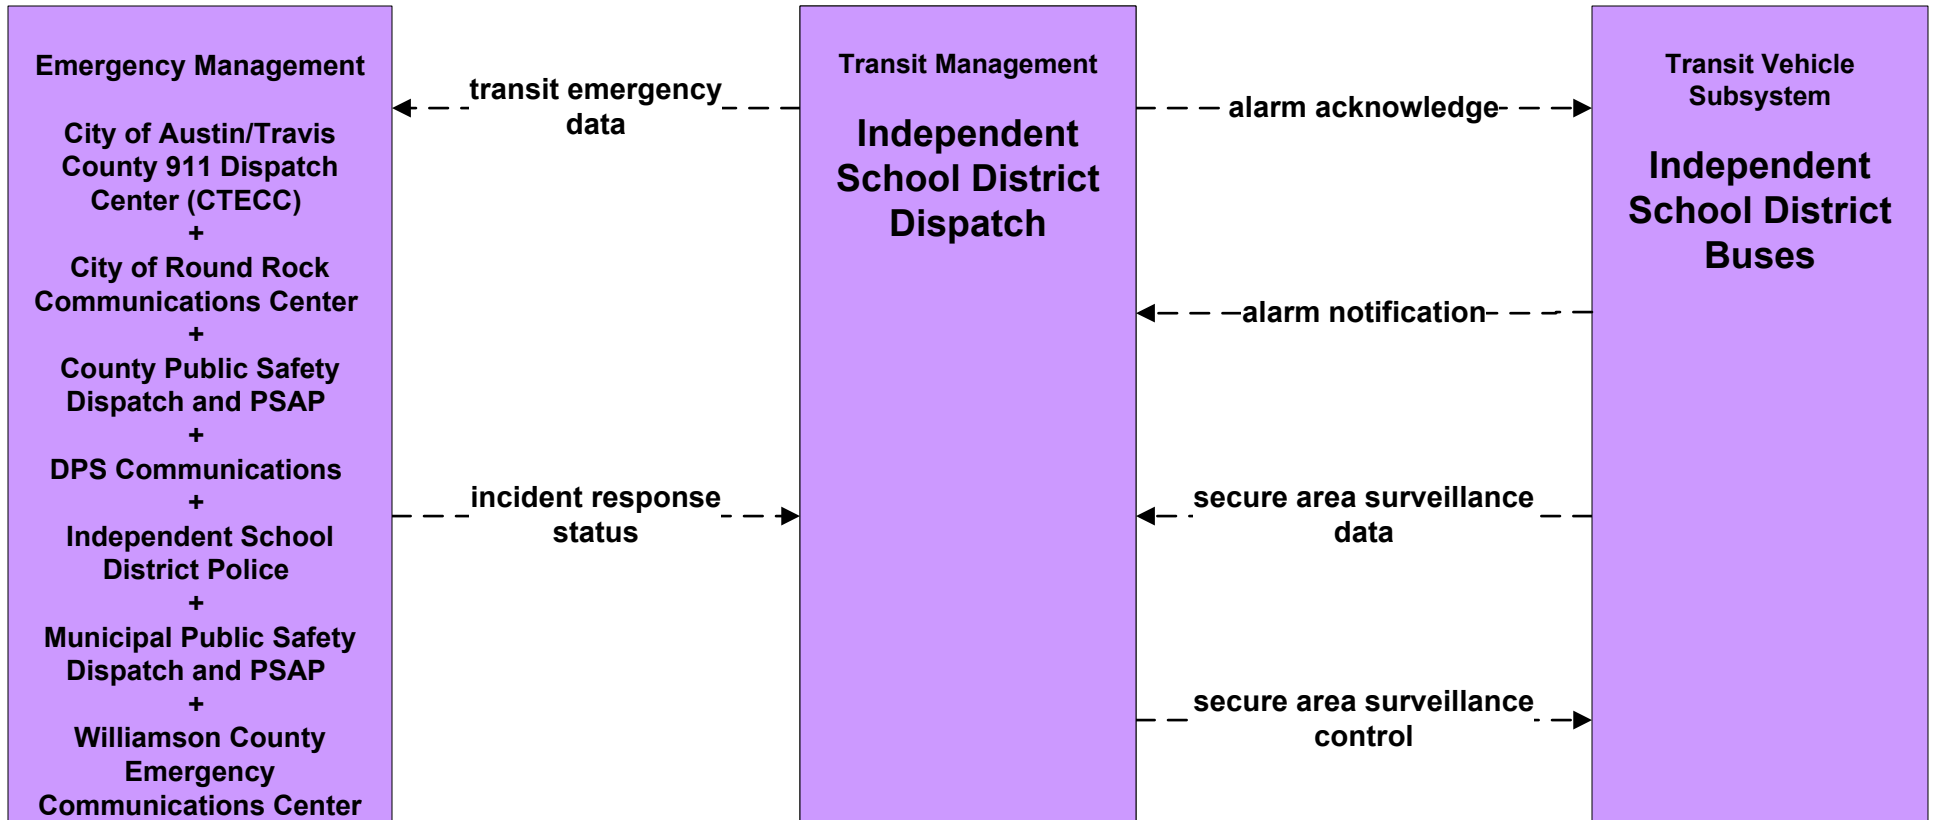 Emergency Management
City of Austin/Travis
County 911 Dispatch
Center (CTECC)
+
City of Round Rock
Communications Center
+
County Public Safety
Dispatch and PSAP
+
DPS Communications
+
Independent School
District Police
+
Municipal Public Safety
Dispatch and PSAP
+
Williamson County
Emergency
Communications Center
transit emergency
data
incident response
status
Transit Management
Independent
School District
Dispatch
alarm acknowledge
alarm notification
secure area surveillance
data
secure area surveillance
control
Transit Vehicle
Subsystem
Independent
School District
Buses